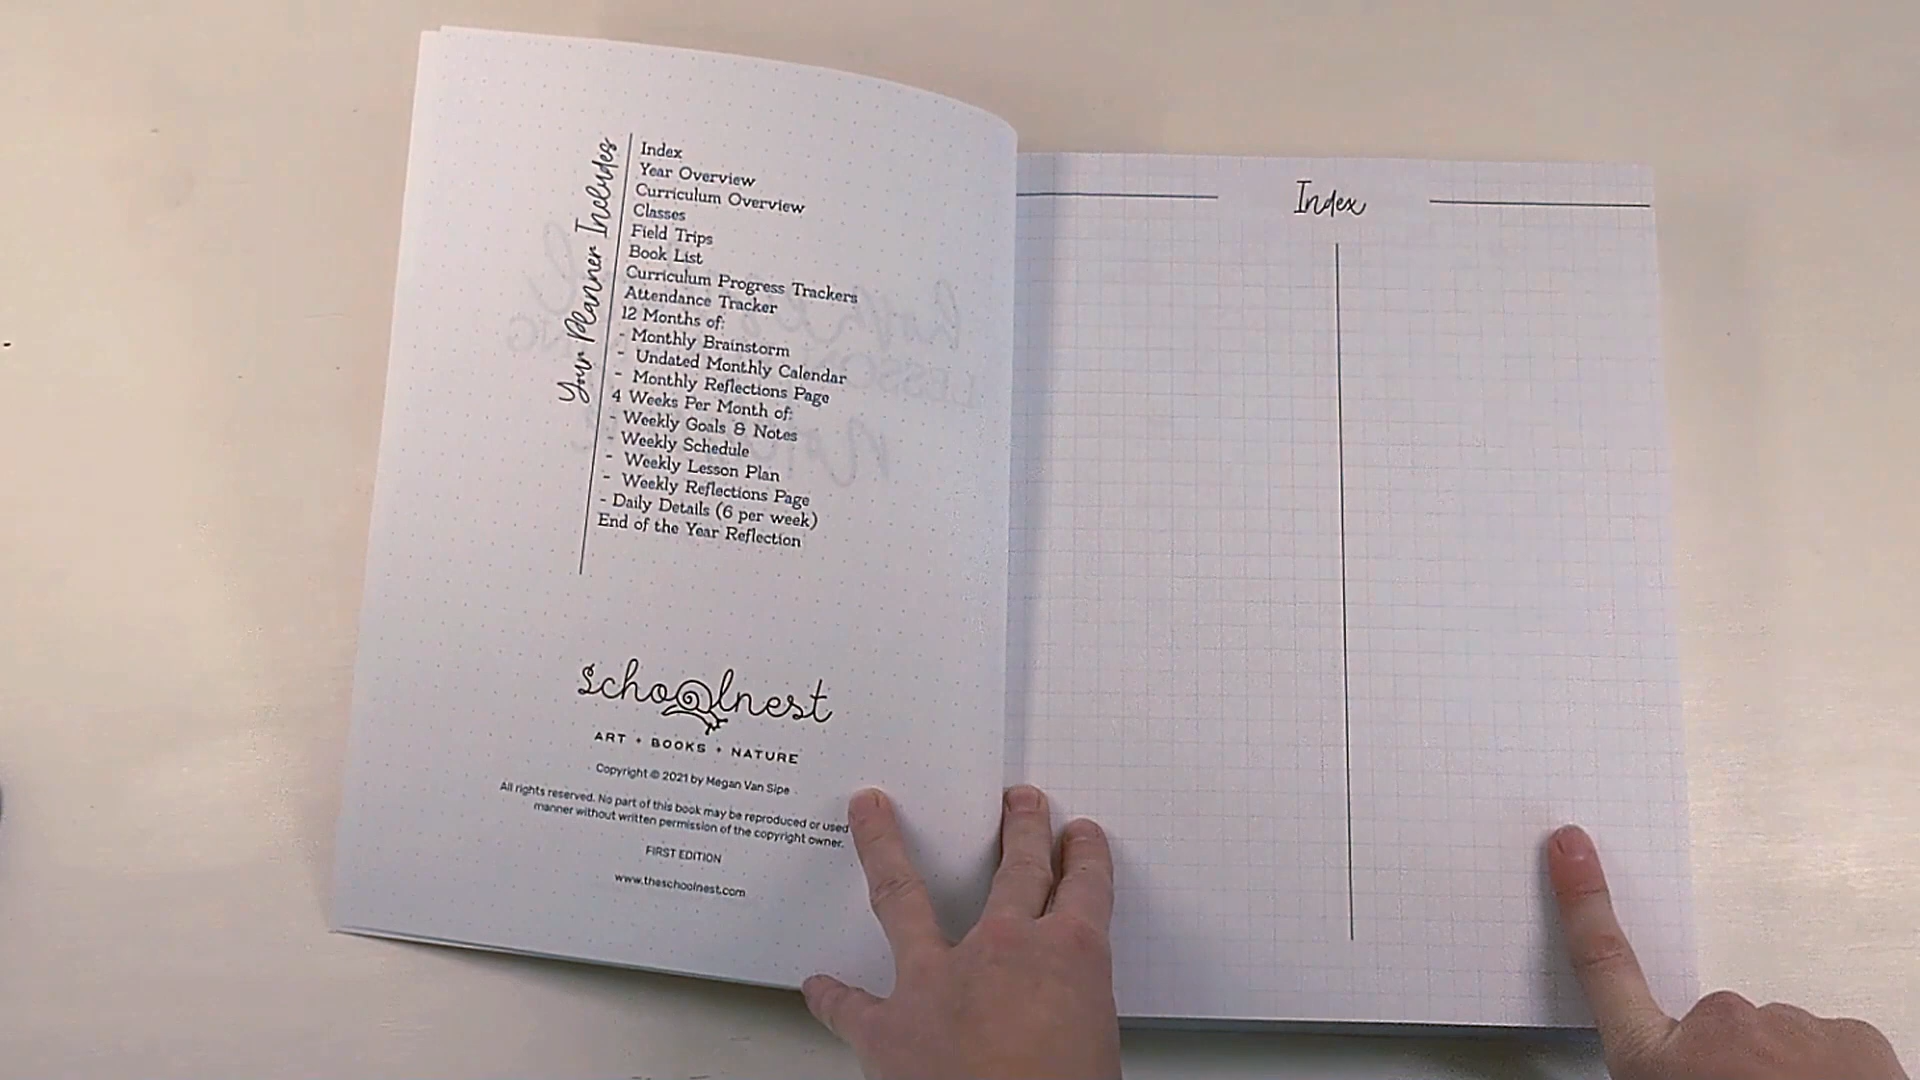 Your Planner Includes
Index
Year Overview
Curriculum Overview
Classes
Field Trips
Book List
Curriculum Progress Trackers
Attendance Tracker
12 Months of:
- Monthly Brainstorm
- Undated Monthly Calendar
- Monthly Reflections Page
4 Weeks Per Month of:
- Weekly Goals & Notes
- Weekly Schedule
- Weekly Lesson Plan
- Weekly Reflections Page
- Daily Details (6 per week)
End of the Year Reflection
schoolnest
ART + BOOKS + NATURE
Copyright © 2021 by Megan Van Sipe
All rights reserved. No part of this book may be reproduced or used
manner without written permission of the copyright owner.
FIRST EDITION
www.theschoolnest.com
Index